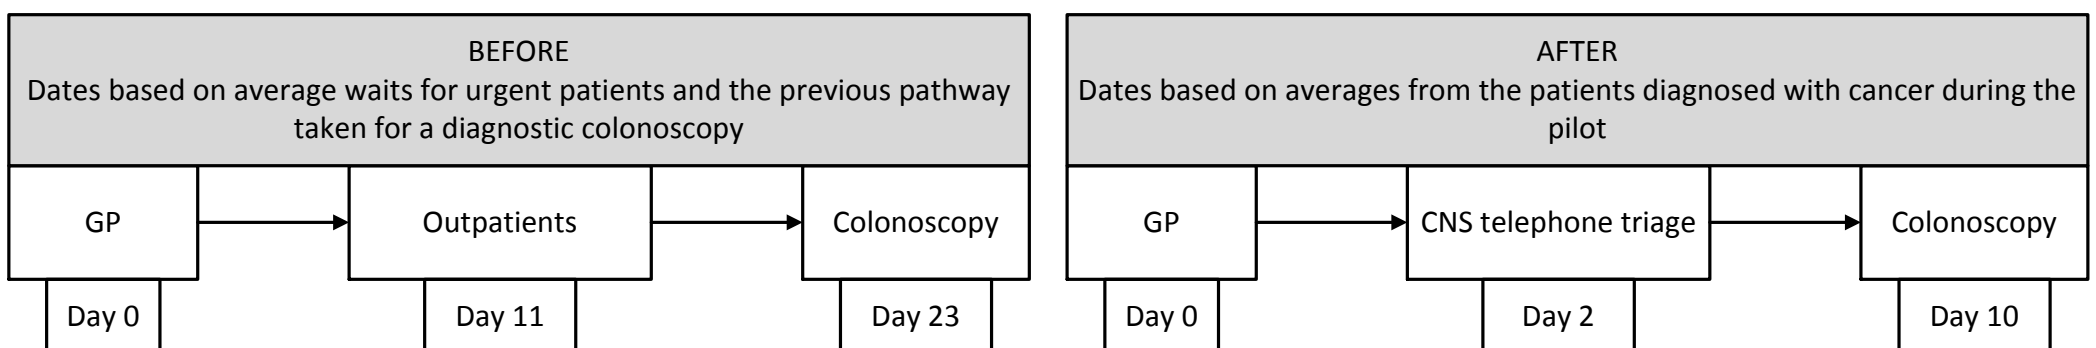 BEFORE
Dates based on average waits for urgent patients and the previous pathway
taken for a diagnostic colonoscopy
GP
Outpatients
Colonoscopy
Day 0
Day 11
Day 23
AFTER
Dates based on averages from the patients diagnosed with cancer during the
pilot
GP
CNS telephone triage
Colonoscopy
Day 0
Day 2
Day 10